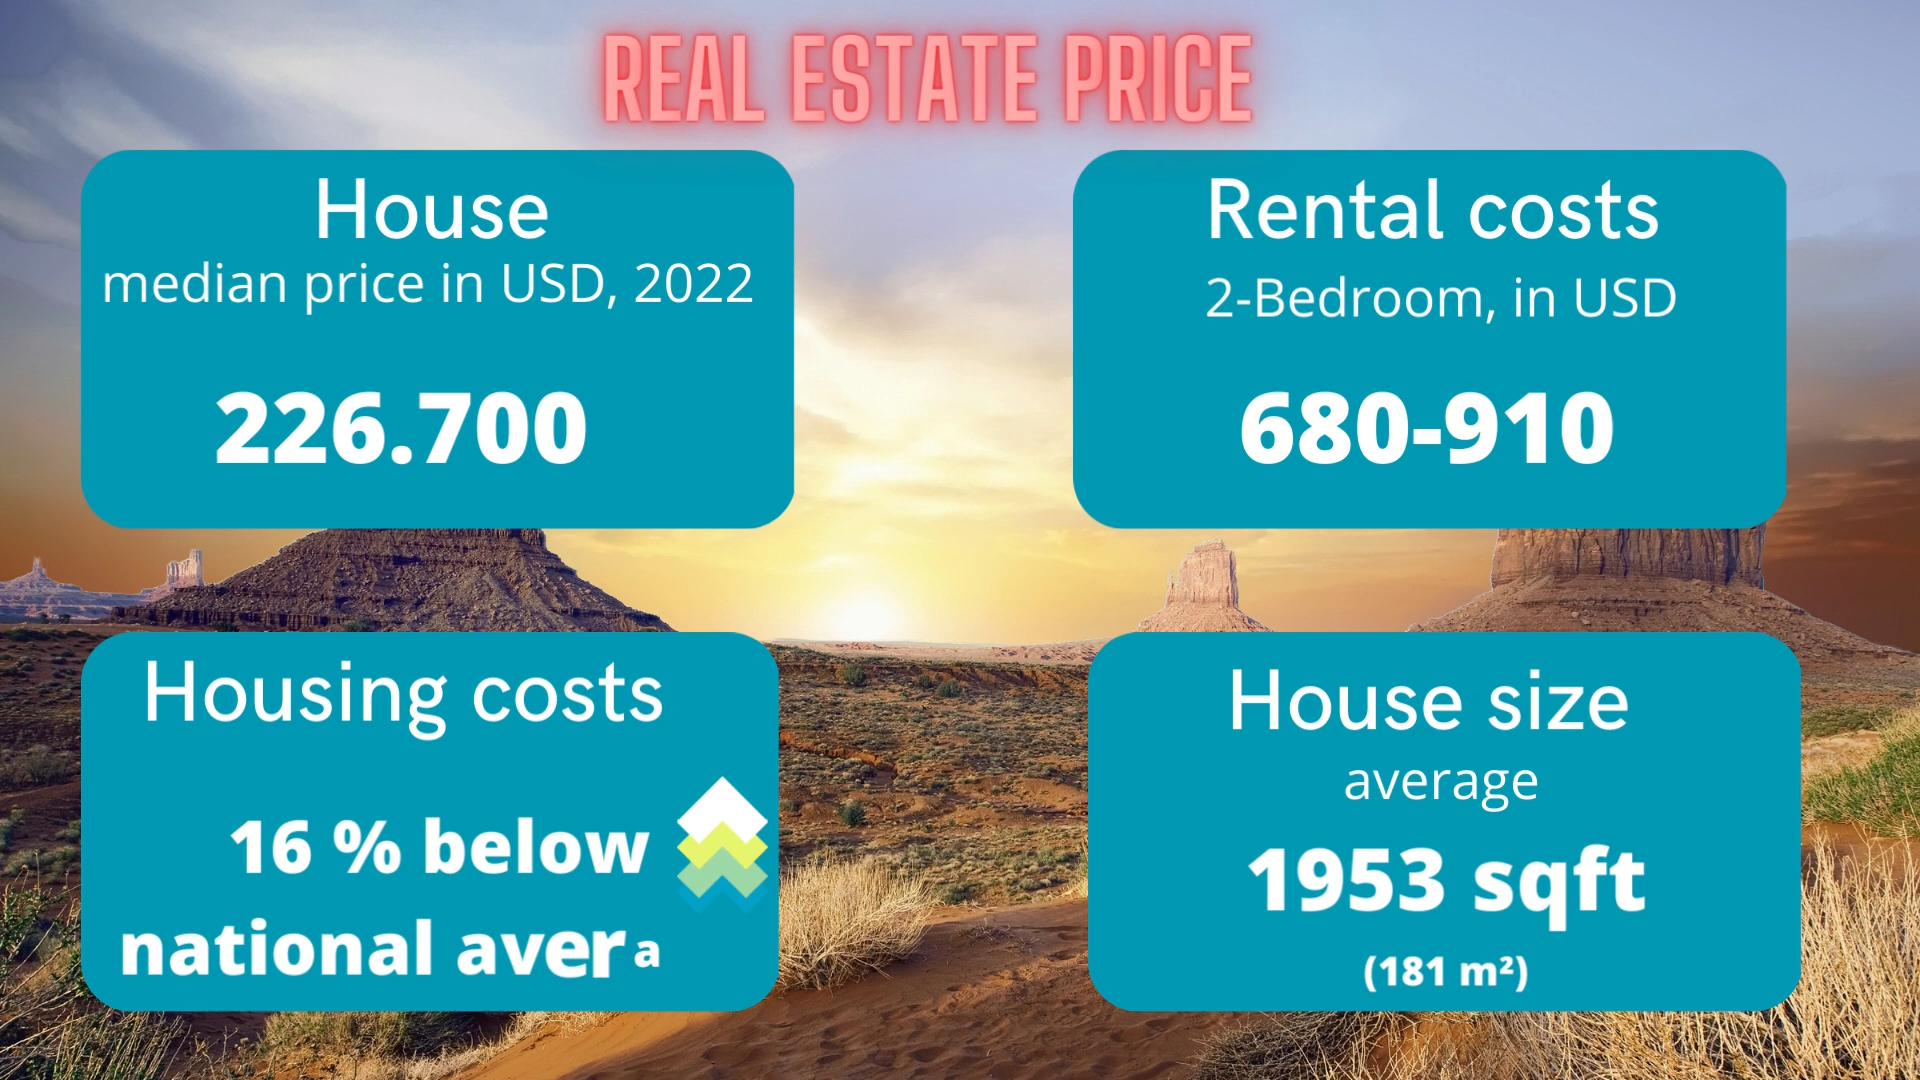 REAL ESTATE PRICE
House
median price in USD, 2022
226.700
Rental costs
2-Bedroom, in USD
680-910
Housing costs
16 % below
national avera
House size
average
1953 sqft
(181 m²)